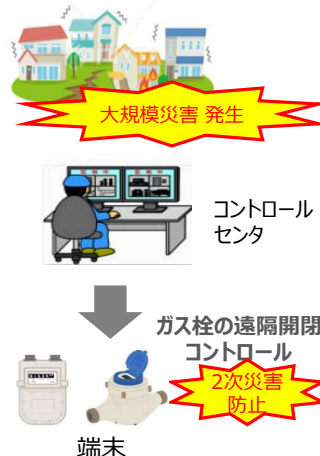 大規模災害 発生
コントロール
センタ
ガス栓の遠隔開閉
コントロール
2次災害
防止
端末